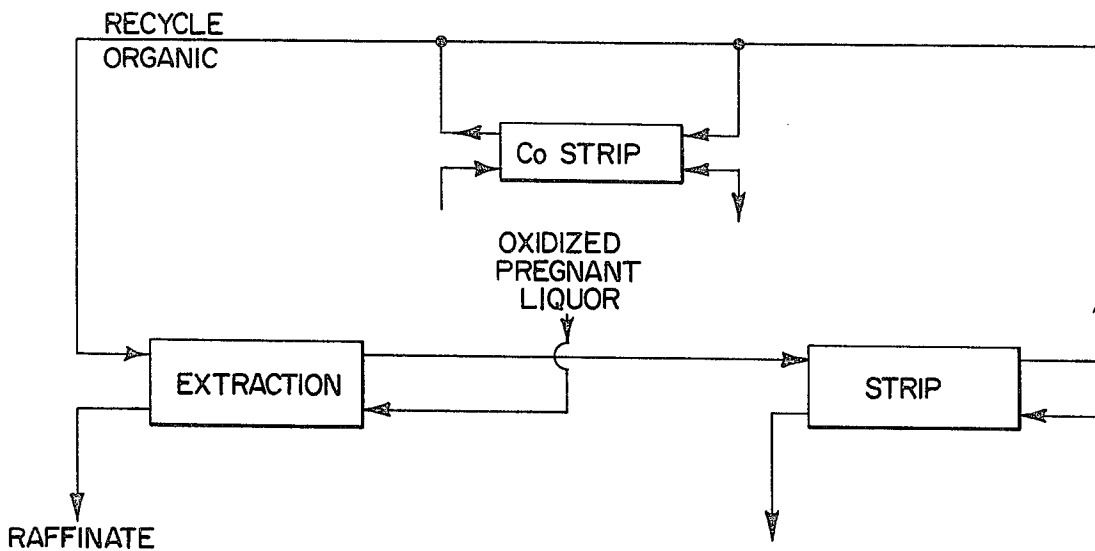 RECYCLE
ORGANIC
Co STRIP
OXIDIZED
PREGNANT
LIQUOR
EXTRACTION
STRIP
RAFFINATE